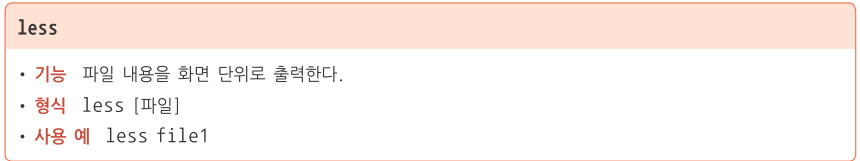 less
• 기능 파일 내용을 화면 단위로 출력한다.
• 형식 less [파일]
• 사용 예 less file1